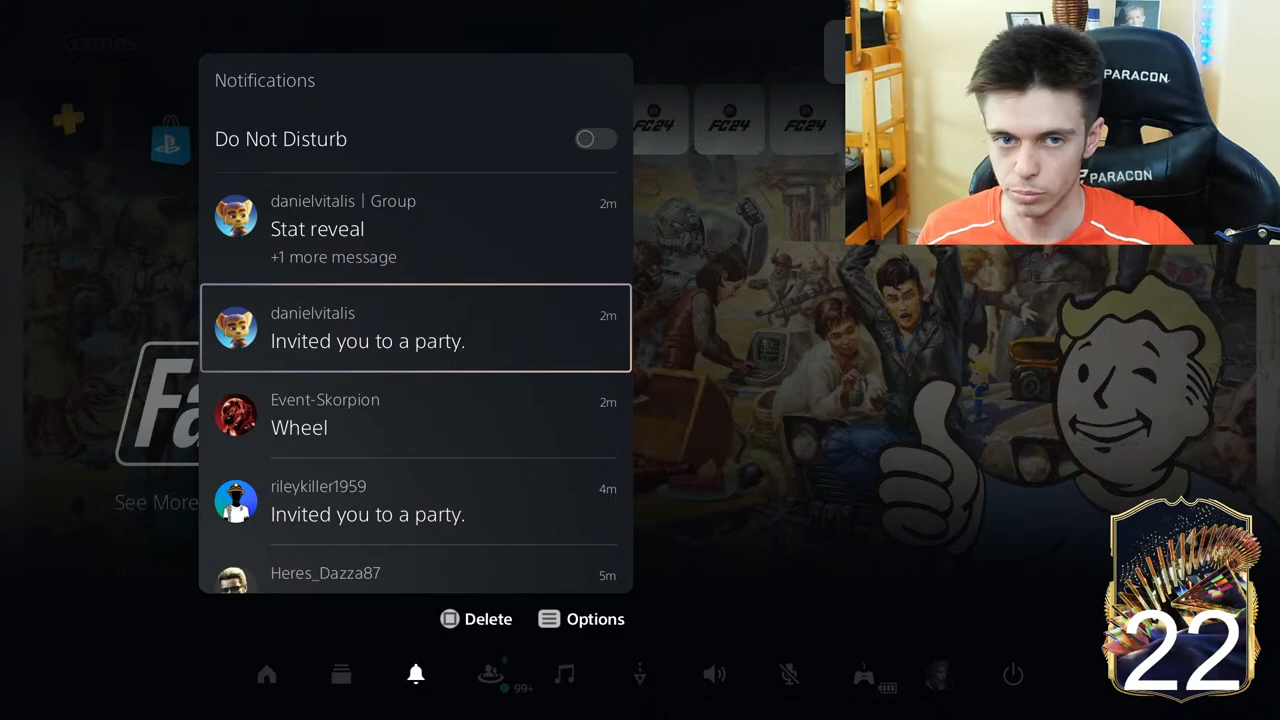 Games
Notifications
Do Not Disturb
danielvitalis | Group
2m
Stat reveal
+1 more message
danielvitalis
2m
Invited you to a party.
Event-Skorpion
2m
Wheel
rileykiller1959
4m
Invited you to a party.
Heres_Dazza87
5m
Delete
Options
99+
See More
Fa
FC24
FC24
FC24
PARACON
PARACON
22